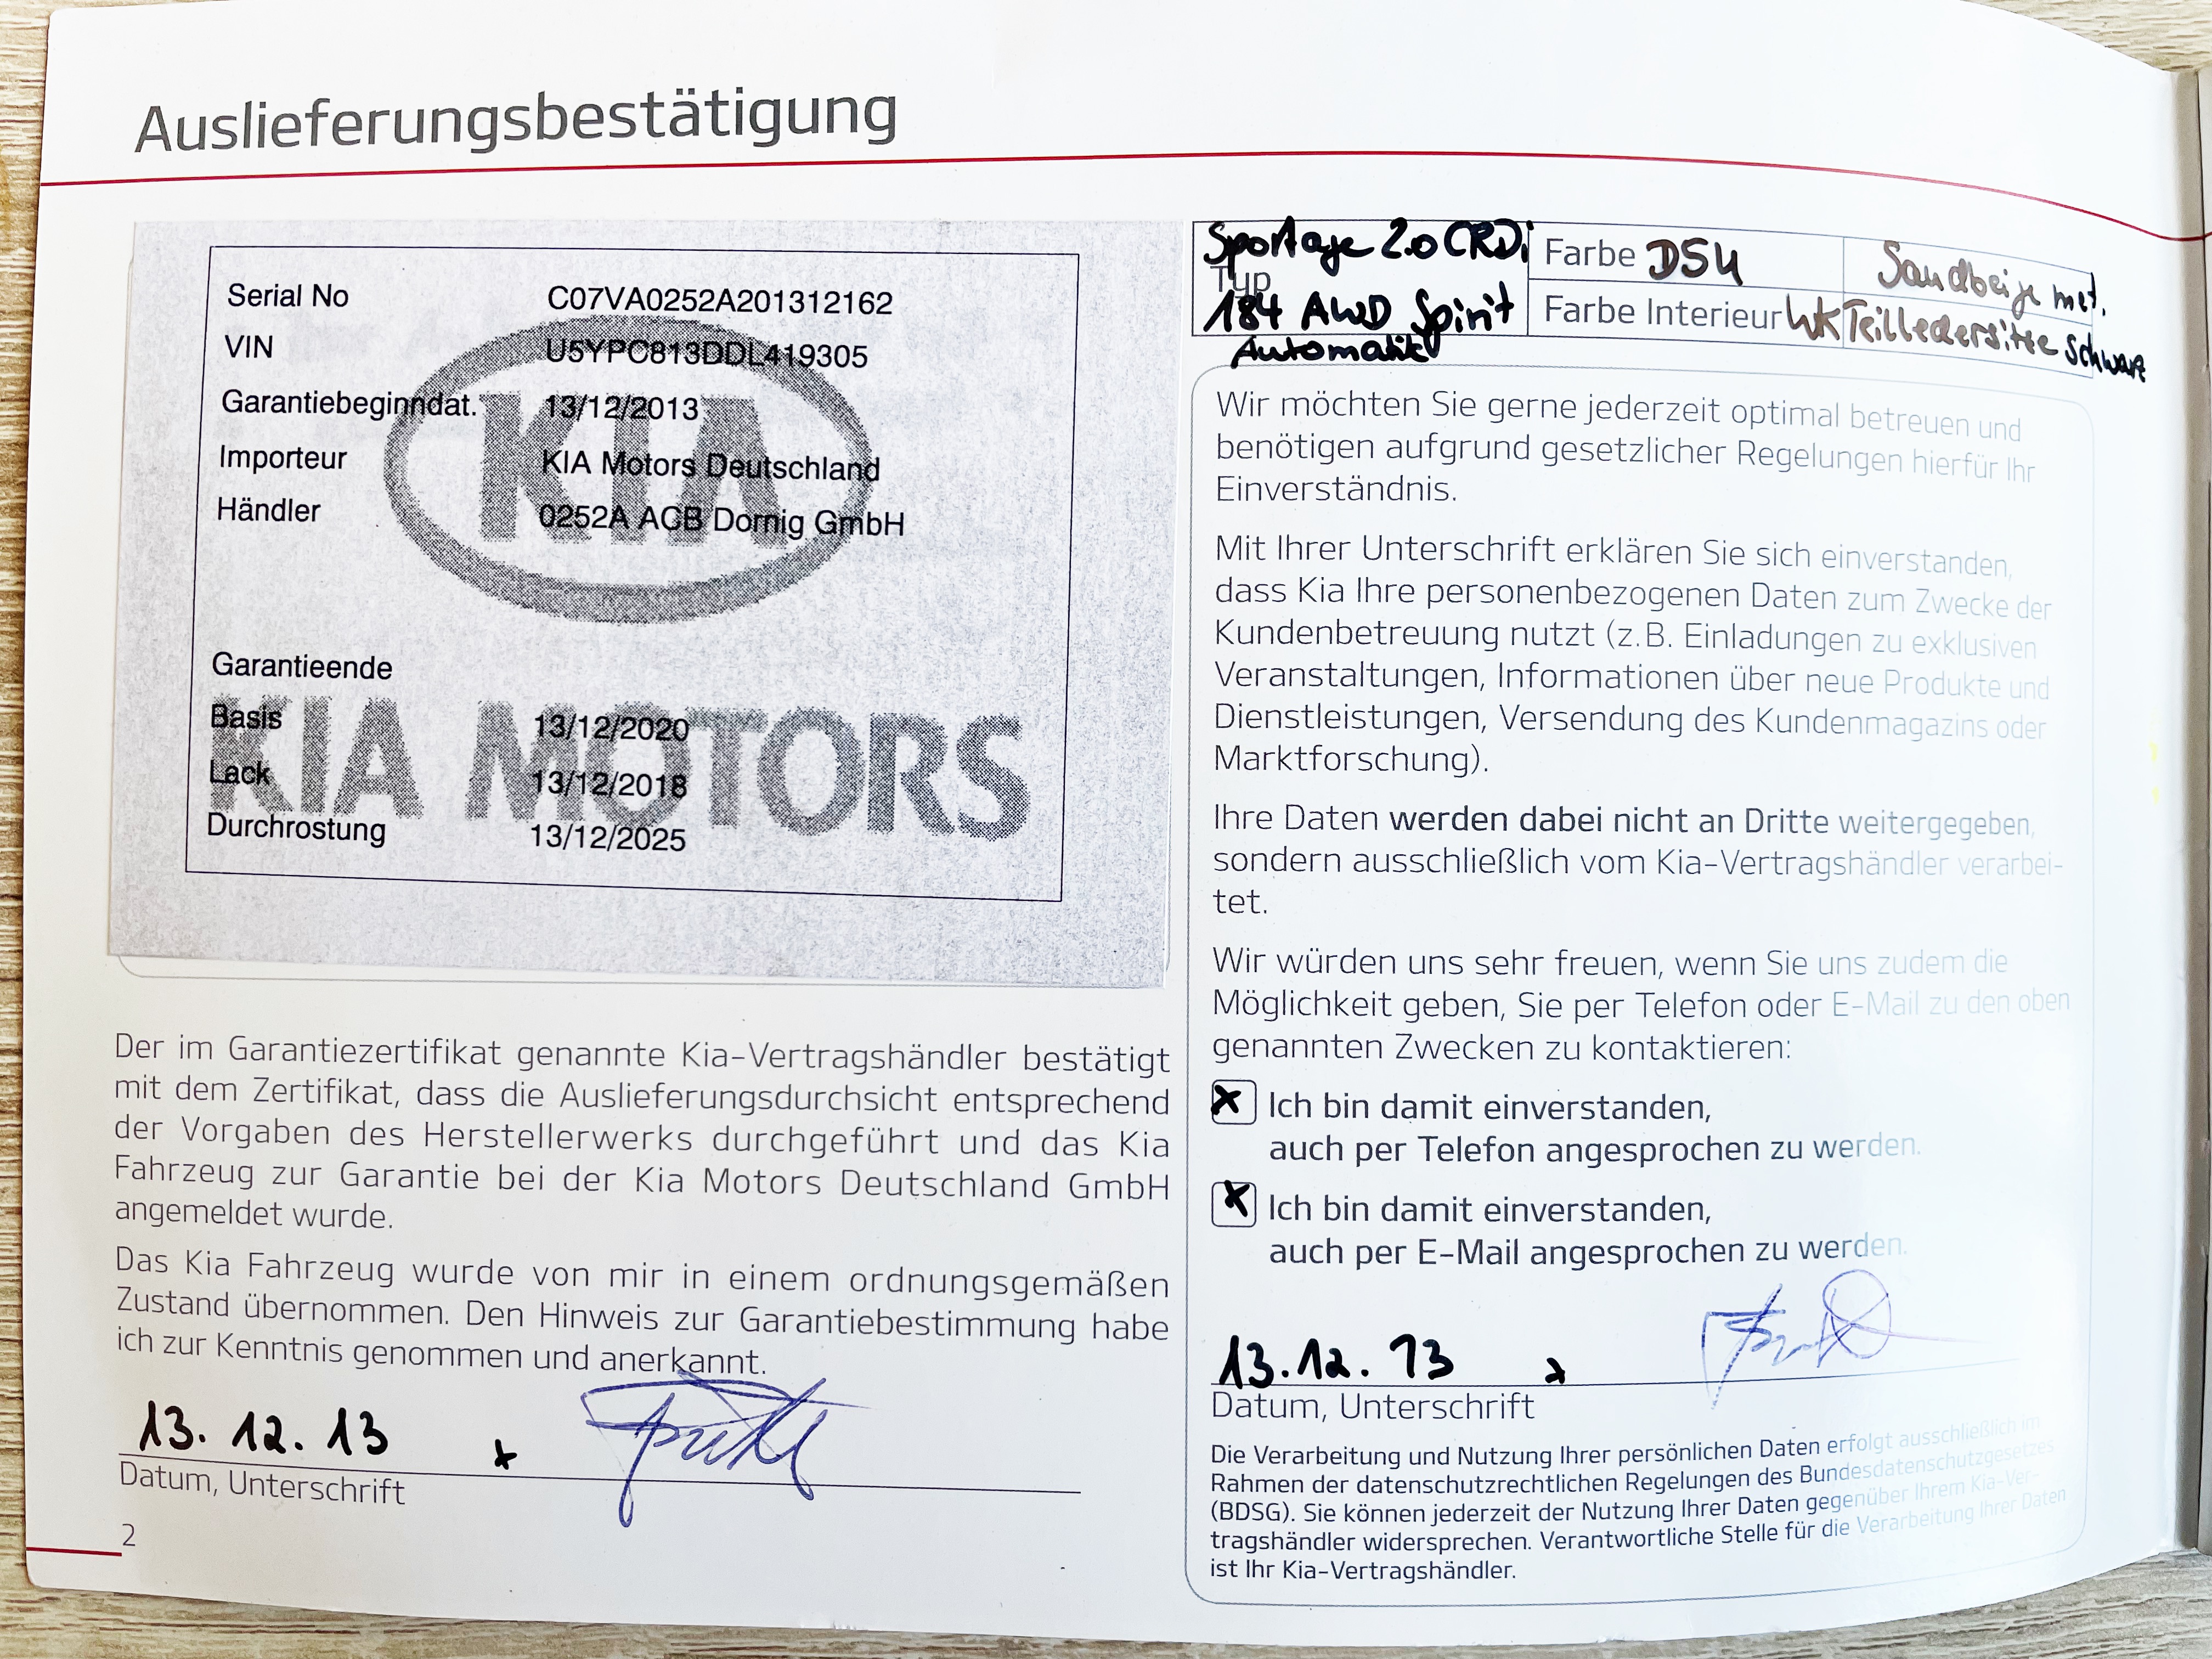 Auslieferungsbestätigung
Serial No C07VA0252A201312162
VIN U5YPC813DDL419305
Garantiebeginndat. 13/12/2013
Importeur KIA Motors Deutschland
Händler 0252A ACB Dornig GmbH
KIA
Garantieende
Basis 13/12/2020
Lack 13/12/2018
Durchrostung 13/12/2025
KIA MOTORS
Der im Garantiezertifikat genannte Kia-Vertragshändler bestätigt
mit dem Zertifikat, dass die Auslieferungsdurchsicht entsprechend
der Vorgaben des Herstellerwerks durchgeführt und das Kia
Fahrzeug zur Garantie bei der Kia Motors Deutschland GmbH
angemeldet wurde.
Das Kia Fahrzeug wurde von mir in einem ordnungsgemäßen
Zustand übernommen. Den Hinweis zur Garantiebestimmung habe
ich zur Kenntnis genommen und anerkannt.
13. 12. 13 x
Datum, Unterschrift
2
Sportage 2.0 CRDi
Typ
184 AWD Spirit
Automatik
Farbe D5U Sandbeige met.
Farbe Interieur WK Teilledersitze schwarz
Wir möchten Sie gerne jederzeit optimal betreuen und
benötigen aufgrund gesetzlicher Regelungen hierfür Ihr
Einverständnis.
Mit Ihrer Unterschrift erklären Sie sich einverstanden,
dass Kia Ihre personenbezogenen Daten zum Zwecke der
Kundenbetreuung nutzt (z.B. Einladungen zu exklusiven
Veranstaltungen, Informationen über neue Produkte und
Dienstleistungen, Versendung des Kundenmagazins oder
Marktforschung).
Ihre Daten werden dabei nicht an Dritte weitergegeben,
sondern ausschließlich vom Kia-Vertragshändler verarbei-
tet.
Wir würden uns sehr freuen, wenn Sie uns zudem die
Möglichkeit geben, Sie per Telefon oder E-Mail zu den oben
genannten Zwecken zu kontaktieren:
x Ich bin damit einverstanden,
auch per Telefon angesprochen zu werden.
x Ich bin damit einverstanden,
auch per E-Mail angesprochen zu werden.
13.12.13 x
Datum, Unterschrift
Die Verarbeitung und Nutzung Ihrer persönlichen Daten erfolgt ausschließlich im
Rahmen der datenschutzrechtlichen Regelungen des Bundesdatenschutzgesetzes
(BDSG). Sie können jederzeit der Nutzung Ihrer Daten gegenüber Ihrem Kia-Ver-
tragshändler widersprechen. Verantwortliche Stelle für die Verarbeitung Ihrer Daten
ist Ihr Kia-Vertragshändler.